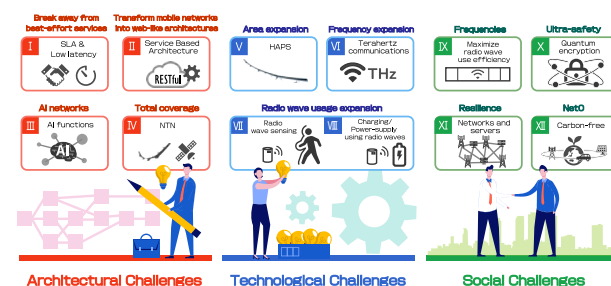 Break away from
best-effort services
Transform mobile networks
into web-like architectures
Area expansion
Frequency expansion
Frequencies
Ultra-safety
I
SLA &
Low latency
II
Service Based
Architecture
RESTfull
V
HAPS
VI
Terahertz
communications
THz
IX
Maximize
radio wave
use efficiency
X
Quantum
encryption
AI networks
Total coverage
Radio wave usage expansion
Resilience
Net0
III
AI functions
AI
IV
NTN
VII
Radio
wave sensing
VIII
Charging/
Power-supply
using radio waves
XI
Networks and
servers
XII
Carbon-free
Architectural Challenges
Technological Challenges
Social Challenges